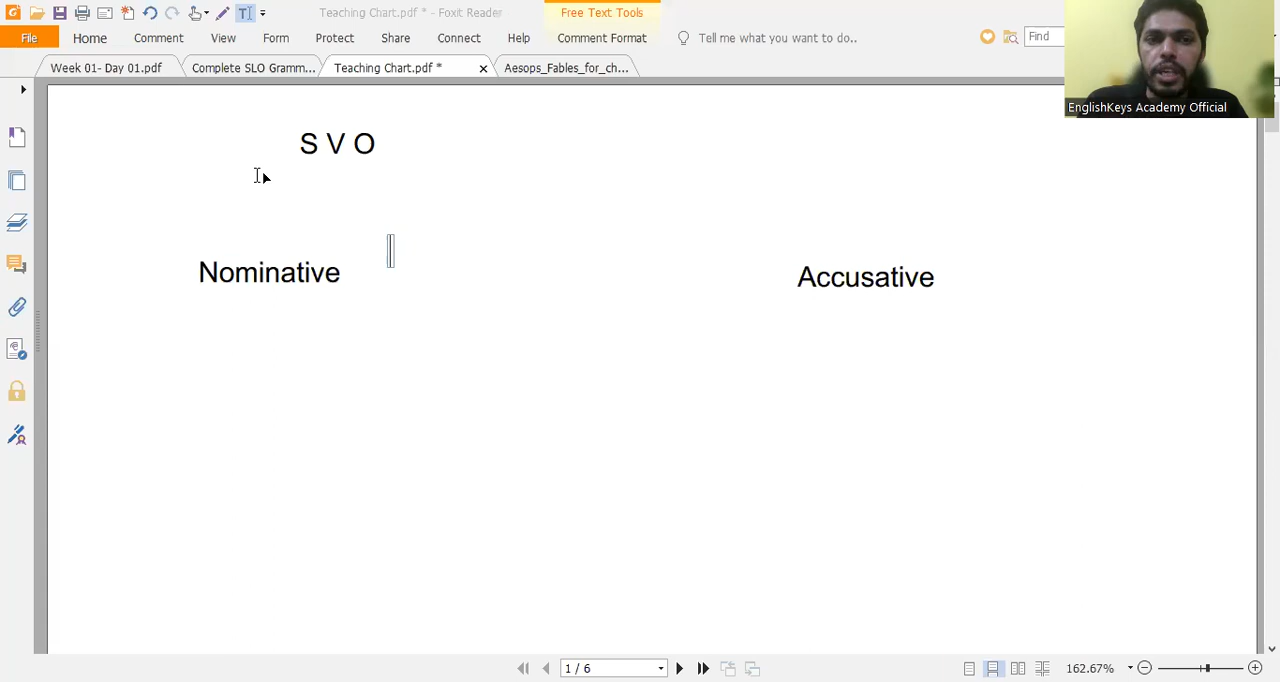 Teaching Chart.pdf * - Foxit Reader
Free Text Tools
File
Home
Comment
View
Form
Protect
Share
Connect
Help
Comment Format
Tell me what you want to do..
Find
Week 01- Day 01.pdf
Complete SLO Gramm...
Teaching Chart.pdf *
Aesops_Fables_for_ch...
EnglishKeys Academy Official
S V O
Nominative
Accusative
1 / 6
162.67%